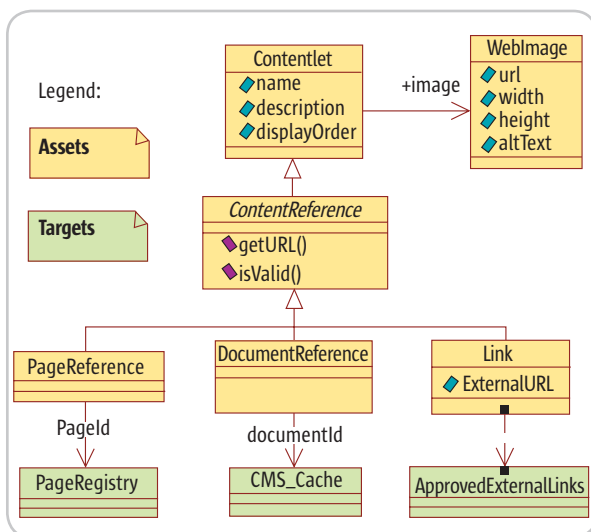 Legend:
Assets
Targets
Contentlet
name
description
displayOrder
+image
WebImage
url
width
height
altText
ContentReference
getURL()
isValid()
PageReference
DocumentReference
Link
ExternalURL
PageId
documentId
PageRegistry
CMS_Cache
ApprovedExternalLinks